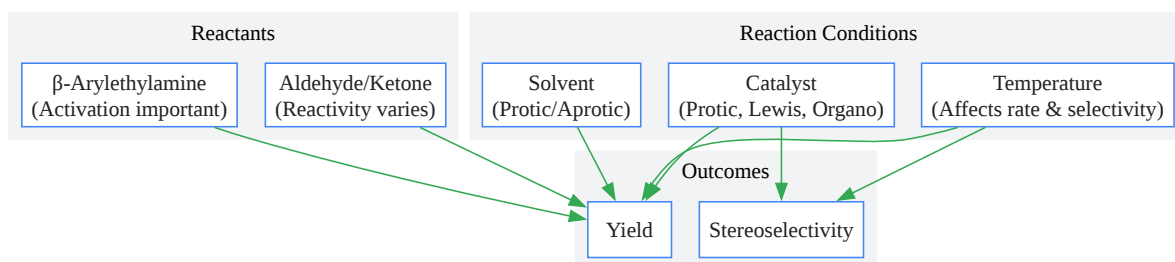 Reactants
β-Arylethylamine
(Activation important)
Aldehyde/Ketone
(Reactivity varies)
Reaction Conditions
Solvent
(Protic/Aprotic)
Catalyst
(Protic, Lewis, Organo)
Temperature
(Affects rate & selectivity)
Outcomes
Yield
Stereoselectivity